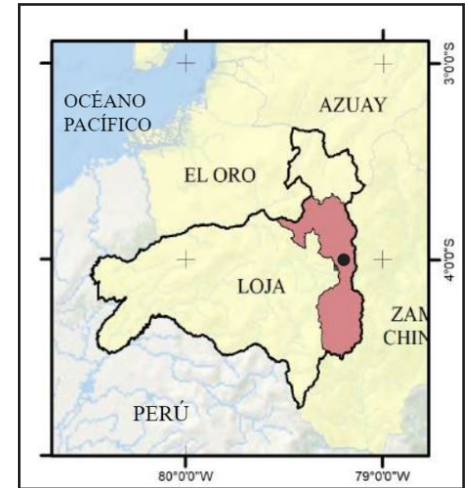 3°0'0"S
OCÉANO
PACÍFICO
AZUAY
EL ORO
4°0'0"S
LOJA
ZAM
CHIN
PERÚ
80°0'0"W
79°0'0"W